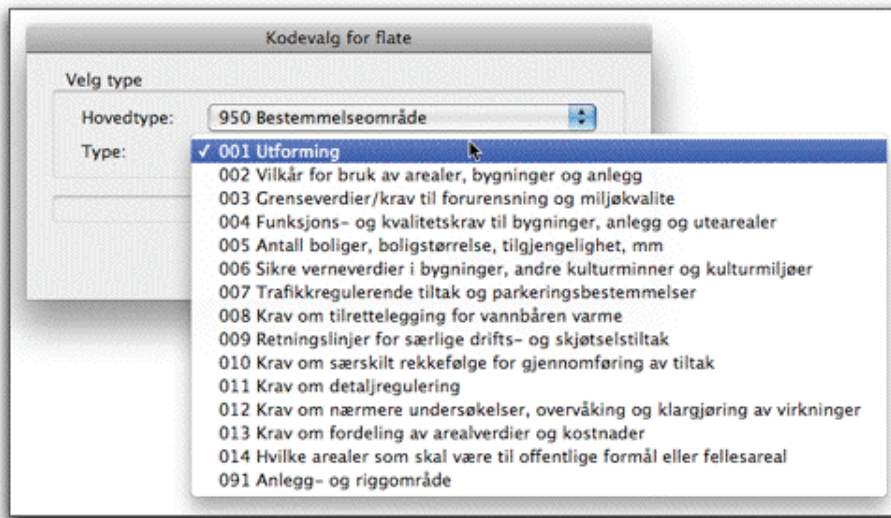 Kodevalg for flate
Velg type
Hovedtype: 950 Bestemmelseområde
Type: ✓ 001 Utforming
002 Vilkår for bruk av arealer, bygninger og anlegg
003 Grenseverdier/krav til forurensning og miljøkvalite
004 Funksjons- og kvalitetskrav til bygninger, anlegg og utearealer
005 Antall boliger, boligstørrelse, tilgjengelighet, mm
006 Sikre verneverdier i bygninger, andre kulturminner og kulturmiljøer
007 Trafikkregulerende tiltak og parkeringsbestemmelser
008 Krav om tilrettelegging for vannbåren varme
009 Retningslinjer for særlige drifts- og skjøtselstiltak
010 Krav om særskilt rekkefølge for gjennomføring av tiltak
011 Krav om detaljregulering
012 Krav om nærmere undersøkelser, overvåking og klargjøring av virkninger
013 Krav om fordeling av arealverdier og kostnader
014 Hvilke arealer som skal være til offentlige formål eller fellesareal
091 Anlegg- og riggområde